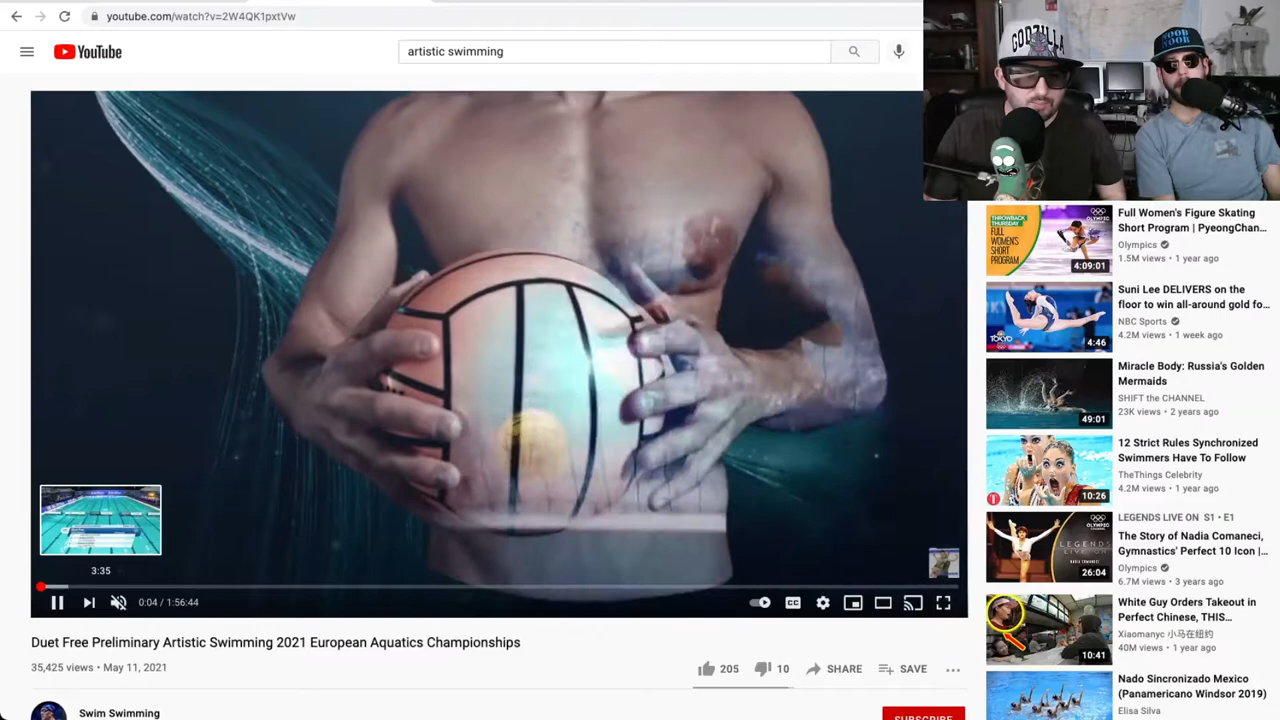 youtube.com/watch?v=2W4QK1pxtVw
YouTube
artistic swimming
GODZILLA
NOOB
NOOB
3:35
0:04 / 1:56:44
CC
Duet Free Preliminary Artistic Swimming 2021 European Aquatics Championships
35,425 views • May 11, 2021
205
10
SHARE
SAVE
Swim Swimming
SUBSCRIBE
THROWBACK
THURSDAY
FULL
WOMEN'S
SHORT
PROGRAM
4:09:01
Full Women's Figure Skating
Short Program | PyeongChan...
Olympics
1.5M views • 1 year ago
TOKYO
4:46
Suni Lee DELIVERS on the
floor to win all-around gold fo...
NBC Sports
4.2M views • 1 week ago
49:01
Miracle Body: Russia's Golden
Mermaids
SHIFT the CHANNEL
23K views • 2 years ago
10:26
12 Strict Rules Synchronized
Swimmers Have To Follow
TheThings Celebrity
4.2M views • 1 year ago
LEGENDS
LIVE ON
26:04
LEGENDS LIVE ON S1 • E1
The Story of Nadia Comaneci,
Gymnastics' Perfect 10 Icon |...
Olympics
6.7M views • 3 years ago
10:41
White Guy Orders Takeout in
Perfect Chinese, THIS...
Xiaomanyc 小马在纽约
40M views • 1 year ago
Nado Sincronizado Mexico
(Panamericano Windsor 2019)
Elisa Silva